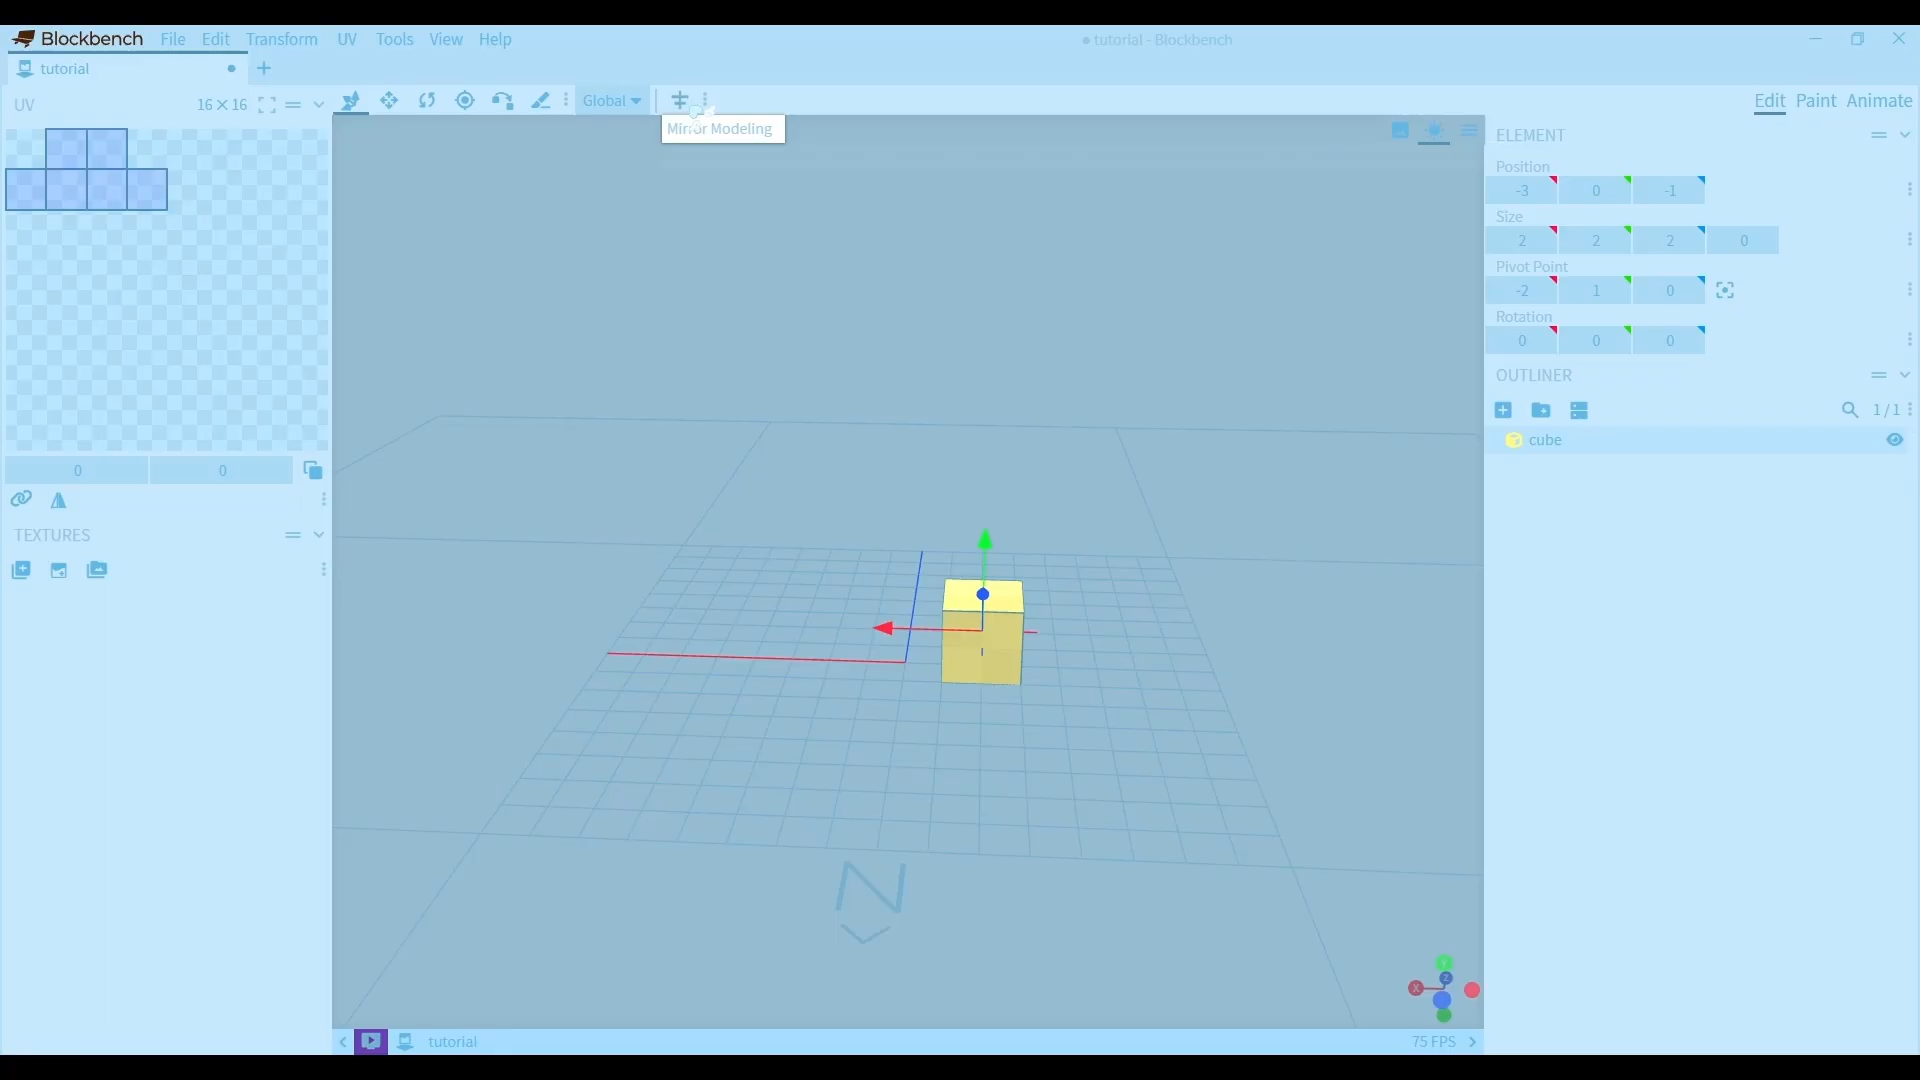 Blockbench File Edit Transform UV Tools View Help
• tutorial - Blockbench
tutorial
UV 16×16
Global
Edit Paint Animate
Mirror Modeling
ELEMENT
Position
-3 0 -1
Size
2 2 2 0
Pivot Point
-2 1 0
Rotation
0 0 0
OUTLINER
1 / 1
cube
0 0
TEXTURES
N
Y
Z
X
tutorial
75 FPS